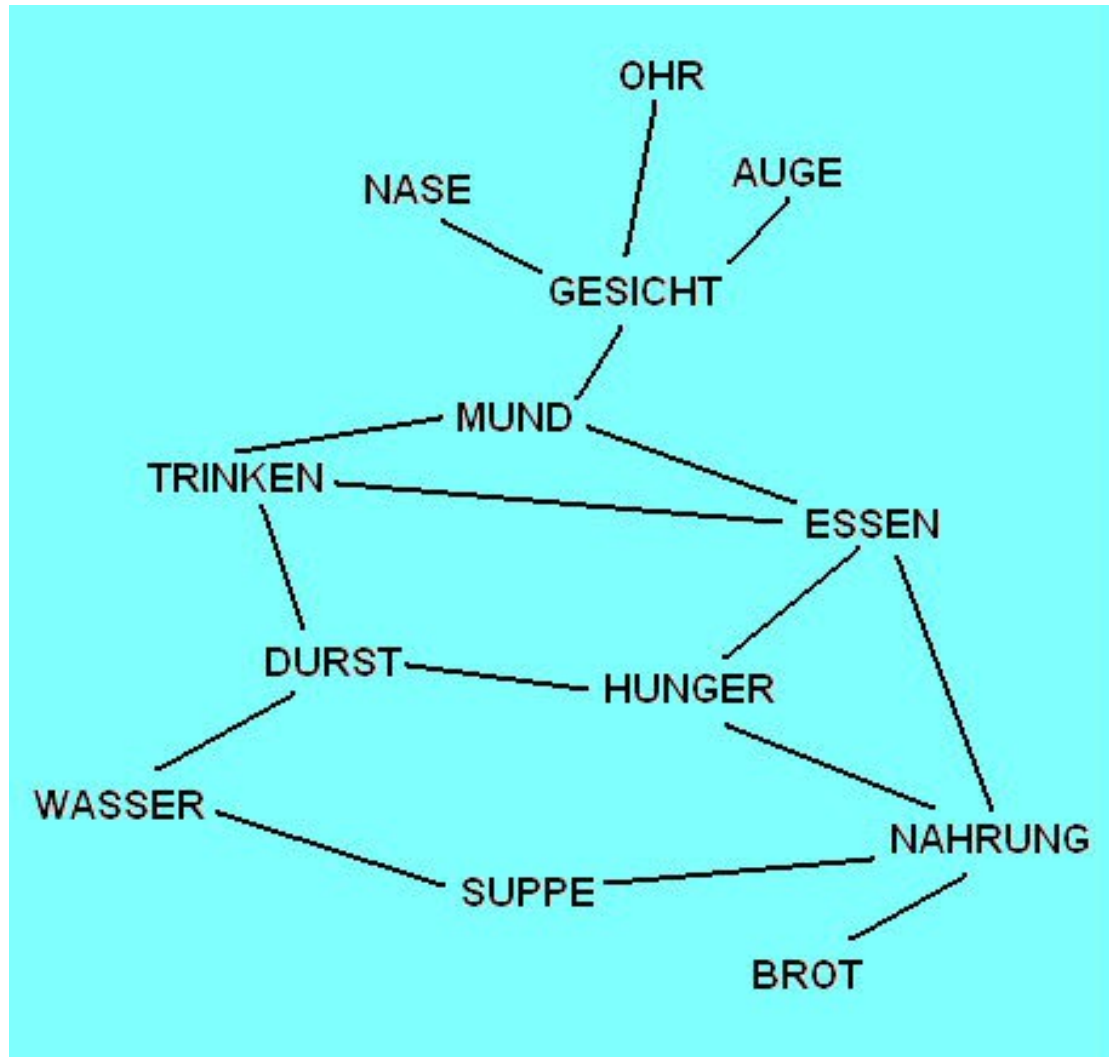 OHR
AUGE
NASE
GESICHT
MUND
TRINKEN
ESSEN
DURST
HUNGER
WASSER
NAHRUNG
SUPPE
BROT